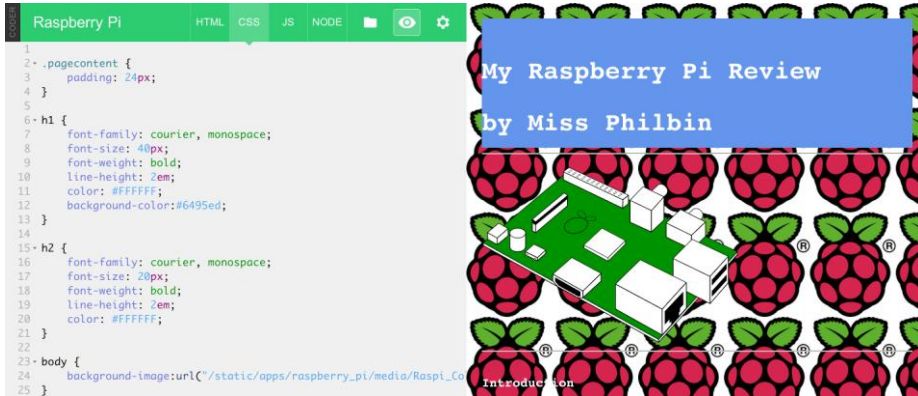 CODER
Raspberry Pi HTML CSS JS NODE
1
2 .pagecontent {
3 padding: 24px;
4 }
5
6 h1 {
7 font-family: courier, monospace;
8 font-size: 40px;
9 font-weight: bold;
10 line-height: 2em;
11 color: #FFFFFF;
12 background-color:#6495ed;
13 }
14
15 h2 {
16 font-family: courier, monospace;
17 font-size: 20px;
18 font-weight: bold;
19 line-height: 2em;
20 color: #FFFFFF;
21 }
22
23 body {
24 background-image:url("/static/apps/raspberry_pi/media/Raspi_Co
25 }
My Raspberry Pi Review
by Miss Philbin
®
®
®
®
Introduction